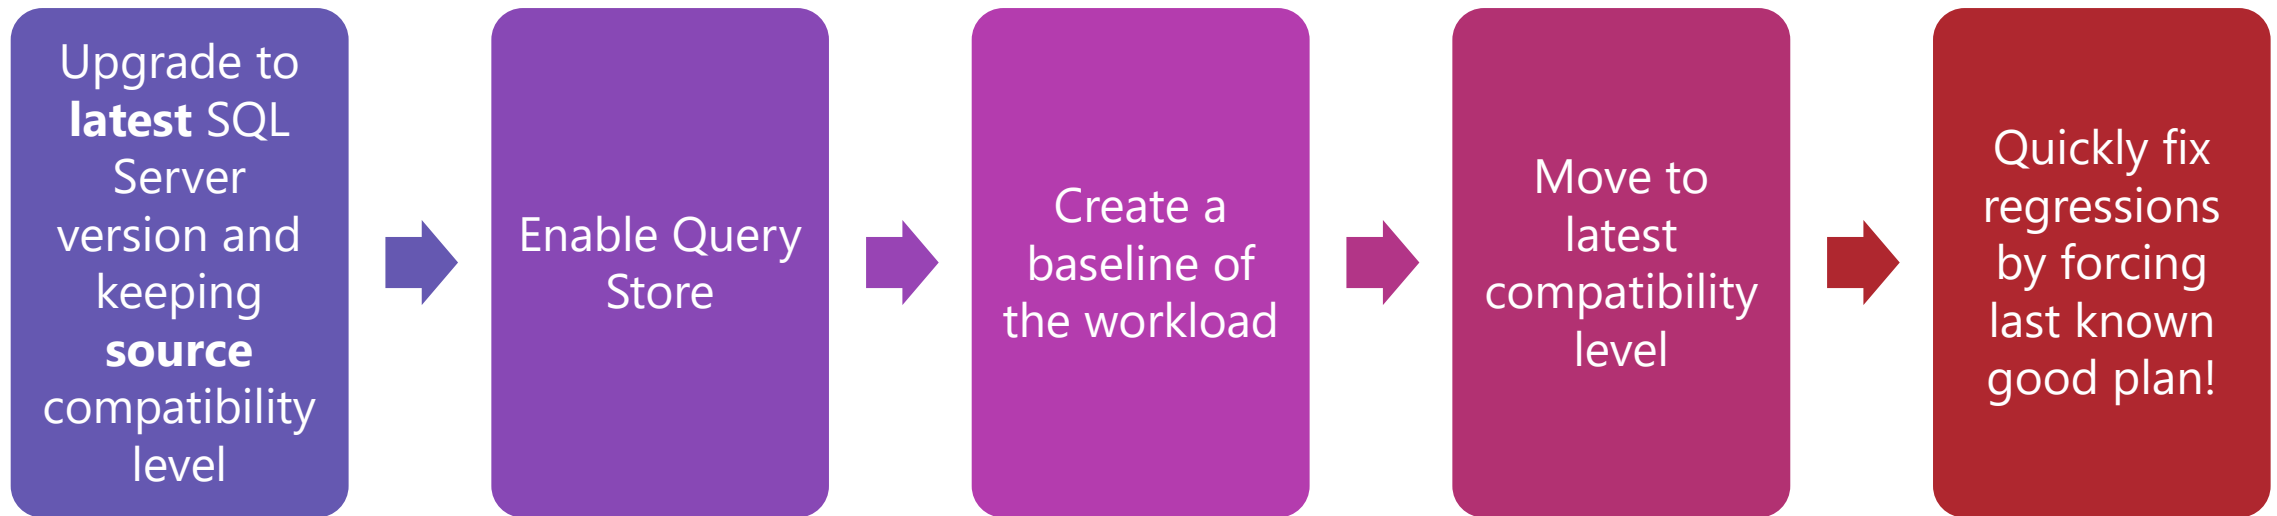 Upgrade to
latest SQL
Server
version and
keeping
source
compatibility
level
Enable Query
Store
Create a
baseline of
the workload
Move to
latest
compatibility
level
Quickly fix
regressions
by forcing
last known
good plan!